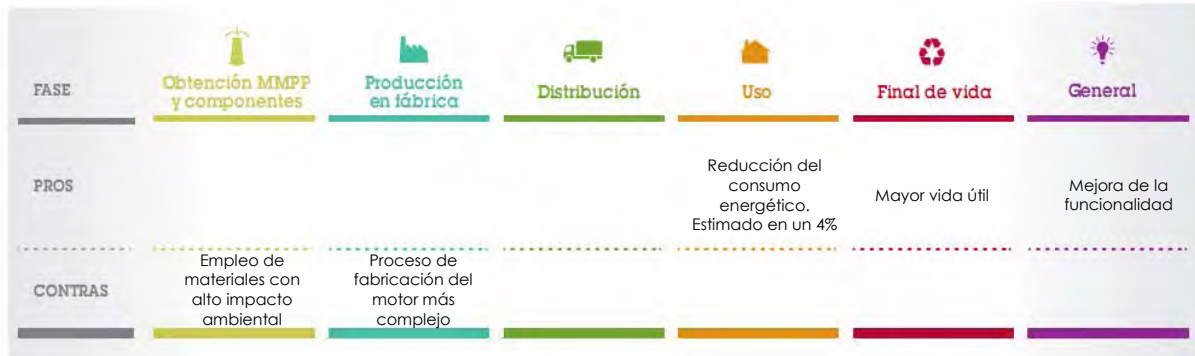 FASE
Obtención MMPP
y componentes
Producción
en fábrica
Distribución
Uso
Final de vida
General
PROS
Reducción del
consumo
energético.
Estimado en un 4%
Mayor vida útil
Mejora de la
funcionalidad
CONTRAS
Empleo de
materiales con
alto impacto
ambiental
Proceso de
fabricación del
motor más
complejo